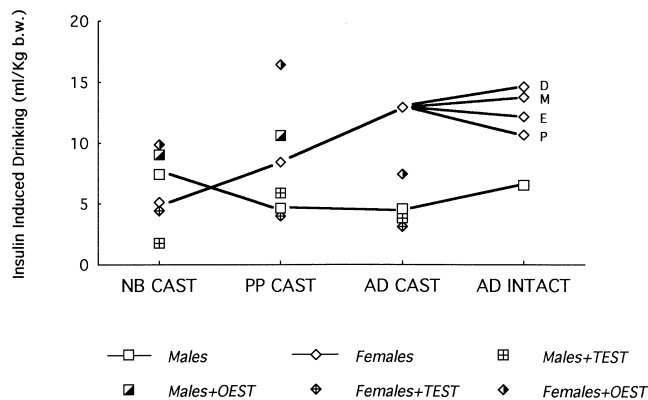 20
15
10
5
0
Insulin Induced Drinking (ml/Kg b.w.)
D
M
E
P
NB CAST PP CAST AD CAST AD INTACT
Males Females Males+TEST
Males+OEST Females+TEST Females+OEST